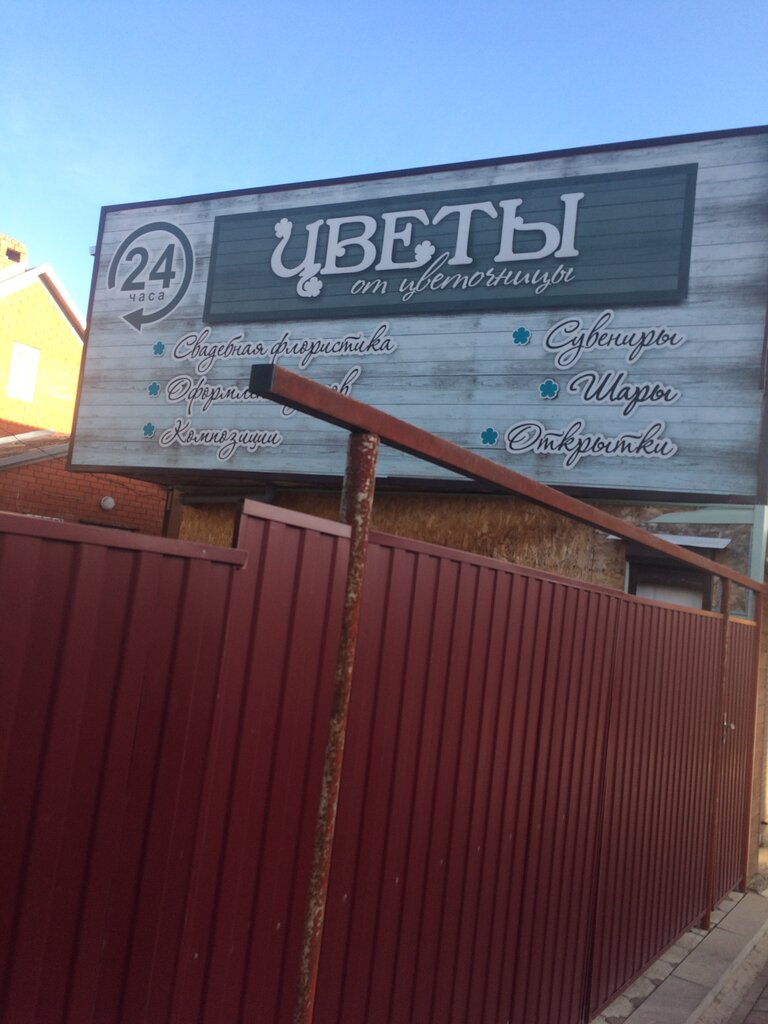 24
часа
ЦВЕТЫ
от цветочницы
Свадебная флористика
Композиции
Сувениры
Шары
Открытки